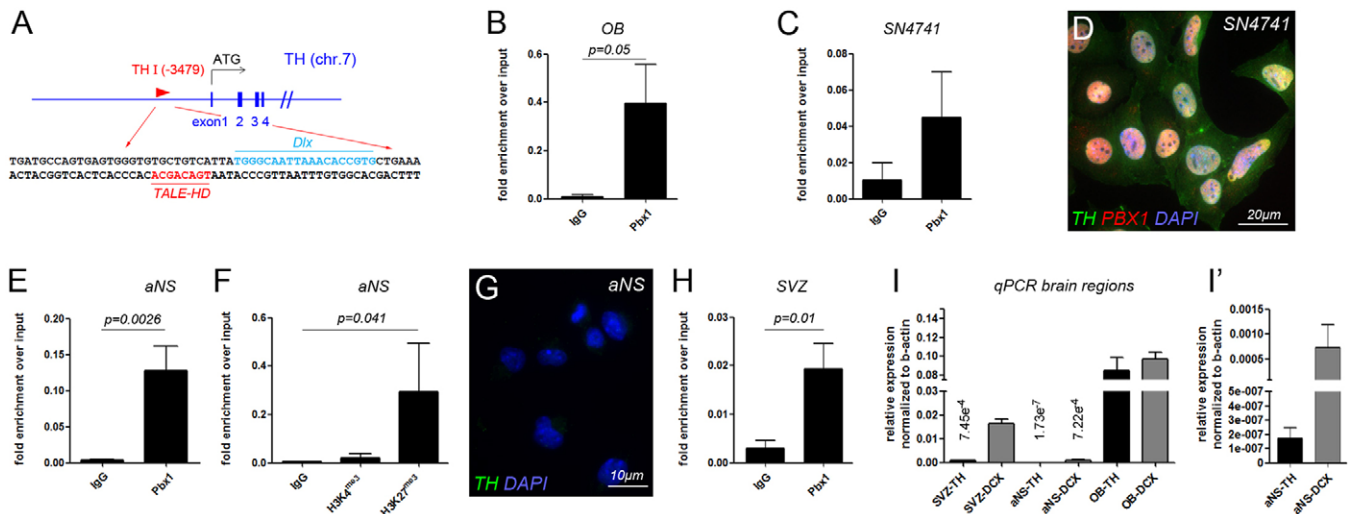 A
TH I (-3479)
ATG
TH (chr.7)
exon1 2 3 4
Dlx
TGATGCCAGTGAGTGGGTGTGCTGTCATTATGGGCAATTAAACACCGTGCTGAAA
ACTACGGTCACTCACCCACACGACAGTAATACCCGTTAATTTGTGGCACGACTTT
TALE-HD
B
OB
p=0.05
fold enrichment over input
0.6
0.4
0.2
0.0
IgG
Pbx1
C
SN4741
fold enrichment over input
0.08
0.06
0.04
0.02
0.00
IgG
Pbx1
D
SN4741
TH PBX1 DAPI
20µm
E
aNS
p=0.0026
fold enrichment over input
0.20
0.15
0.10
0.05
0.00
IgG
Pbx1
F
aNS
p=0.041
fold enrichment over input
0.6
0.4
0.2
0.0
IgG
H3K4me3
H3K27me3
G
aNS
TH DAPI
10µm
H
SVZ
p=0.01
fold enrichment over input
0.03
0.02
0.01
0.00
IgG
Pbx1
I
qPCR brain regions
relative expression
normalized to b-actin
0.14
0.12
0.10
0.08
0.06
0.03
0.02
0.01
0.00
7.45e-4
1.73e-7
7.22e-4
SVZ-TH
SVZ-DCX
aNS-TH
aNS-DCX
OB-TH
OB-DCX
I'
relative expression
normalized to b-actin
0.0015
0.0010
0.0005
5e-007
4e-007
3e-007
2e-007
1e-007
0
aNS-TH
aNS-DCX